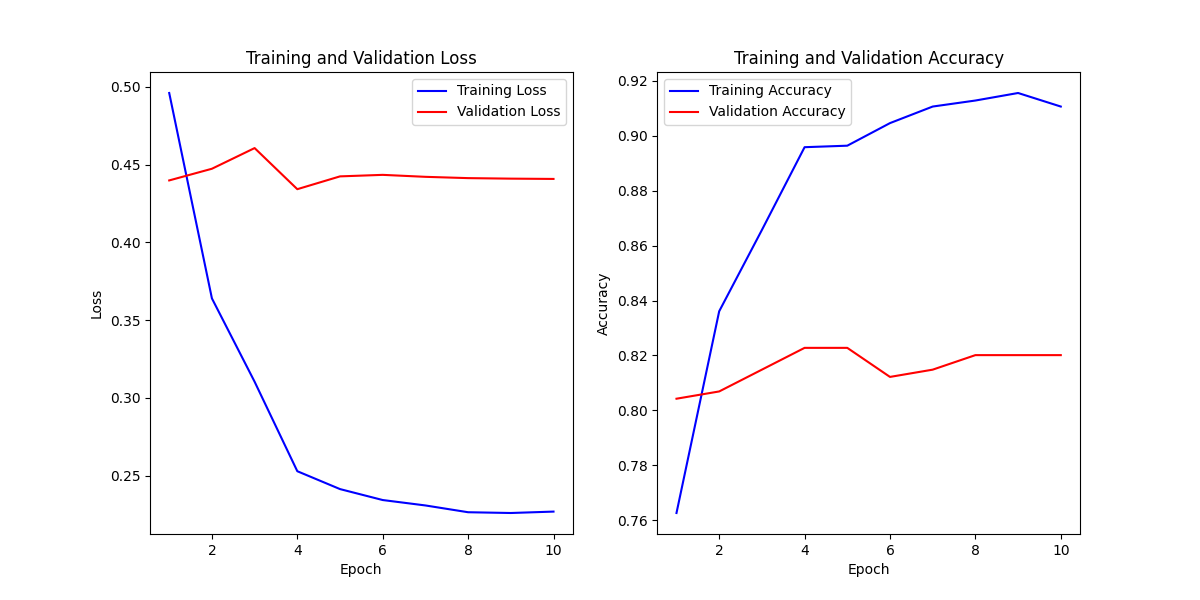 Training and Validation Loss
Training Loss
Validation Loss
0.50
0.45
0.40
0.35
0.30
0.25
Loss
2 4 6 8 10
Epoch
Training and Validation Accuracy
Training Accuracy
Validation Accuracy
0.92
0.90
0.88
0.86
0.84
0.82
0.80
0.78
0.76
Accuracy
2 4 6 8 10
Epoch